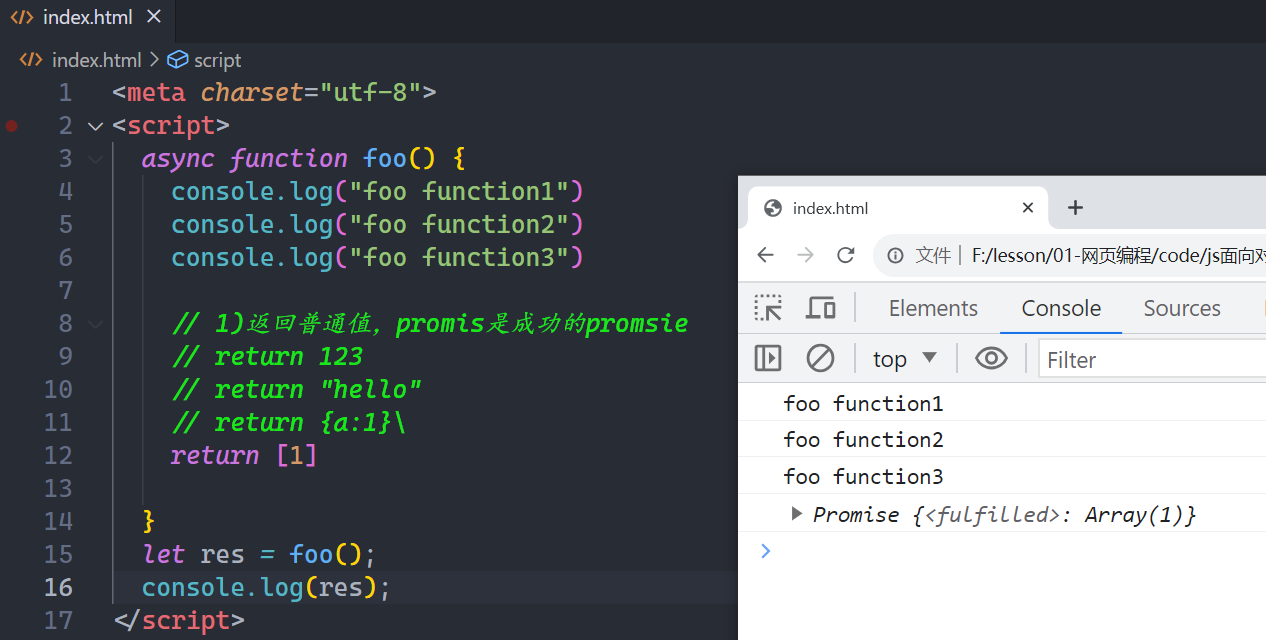 index.html
index.html > script
1 <meta charset="utf-8">
2 <script>
3 async function foo() {
4 console.log("foo function1")
5 console.log("foo function2")
6 console.log("foo function3")
7
8 // 1)返回普通值，promis是成功的promsie
9 // return 123
10 // return "hello"
11 // return {a:1}\
12 return [1]
13
14 }
15 let res = foo();
16 console.log(res);
17 </script>
index.html
文件 | F:/lesson/01-网页编程/code/js面向对
Elements Console Sources
top Filter
foo function1
foo function2
foo function3
Promise {<fulfilled>: Array(1)}